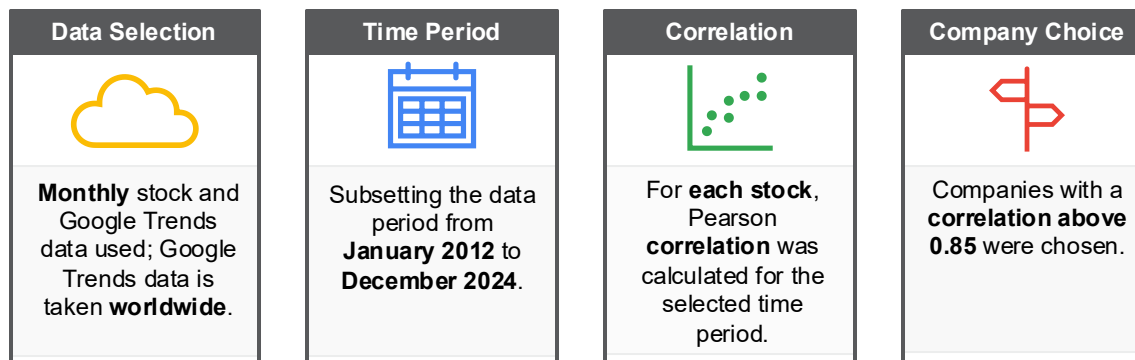 Data Selection
Monthly stock and
Google Trends
data used; Google
Trends data is
taken worldwide.
Time Period
Subsetting the data
period from
January 2012 to
December 2024.
Correlation
For each stock,
Pearson
correlation was
calculated for the
selected time
period.
Company Choice
Companies with a
correlation above
0.85 were chosen.